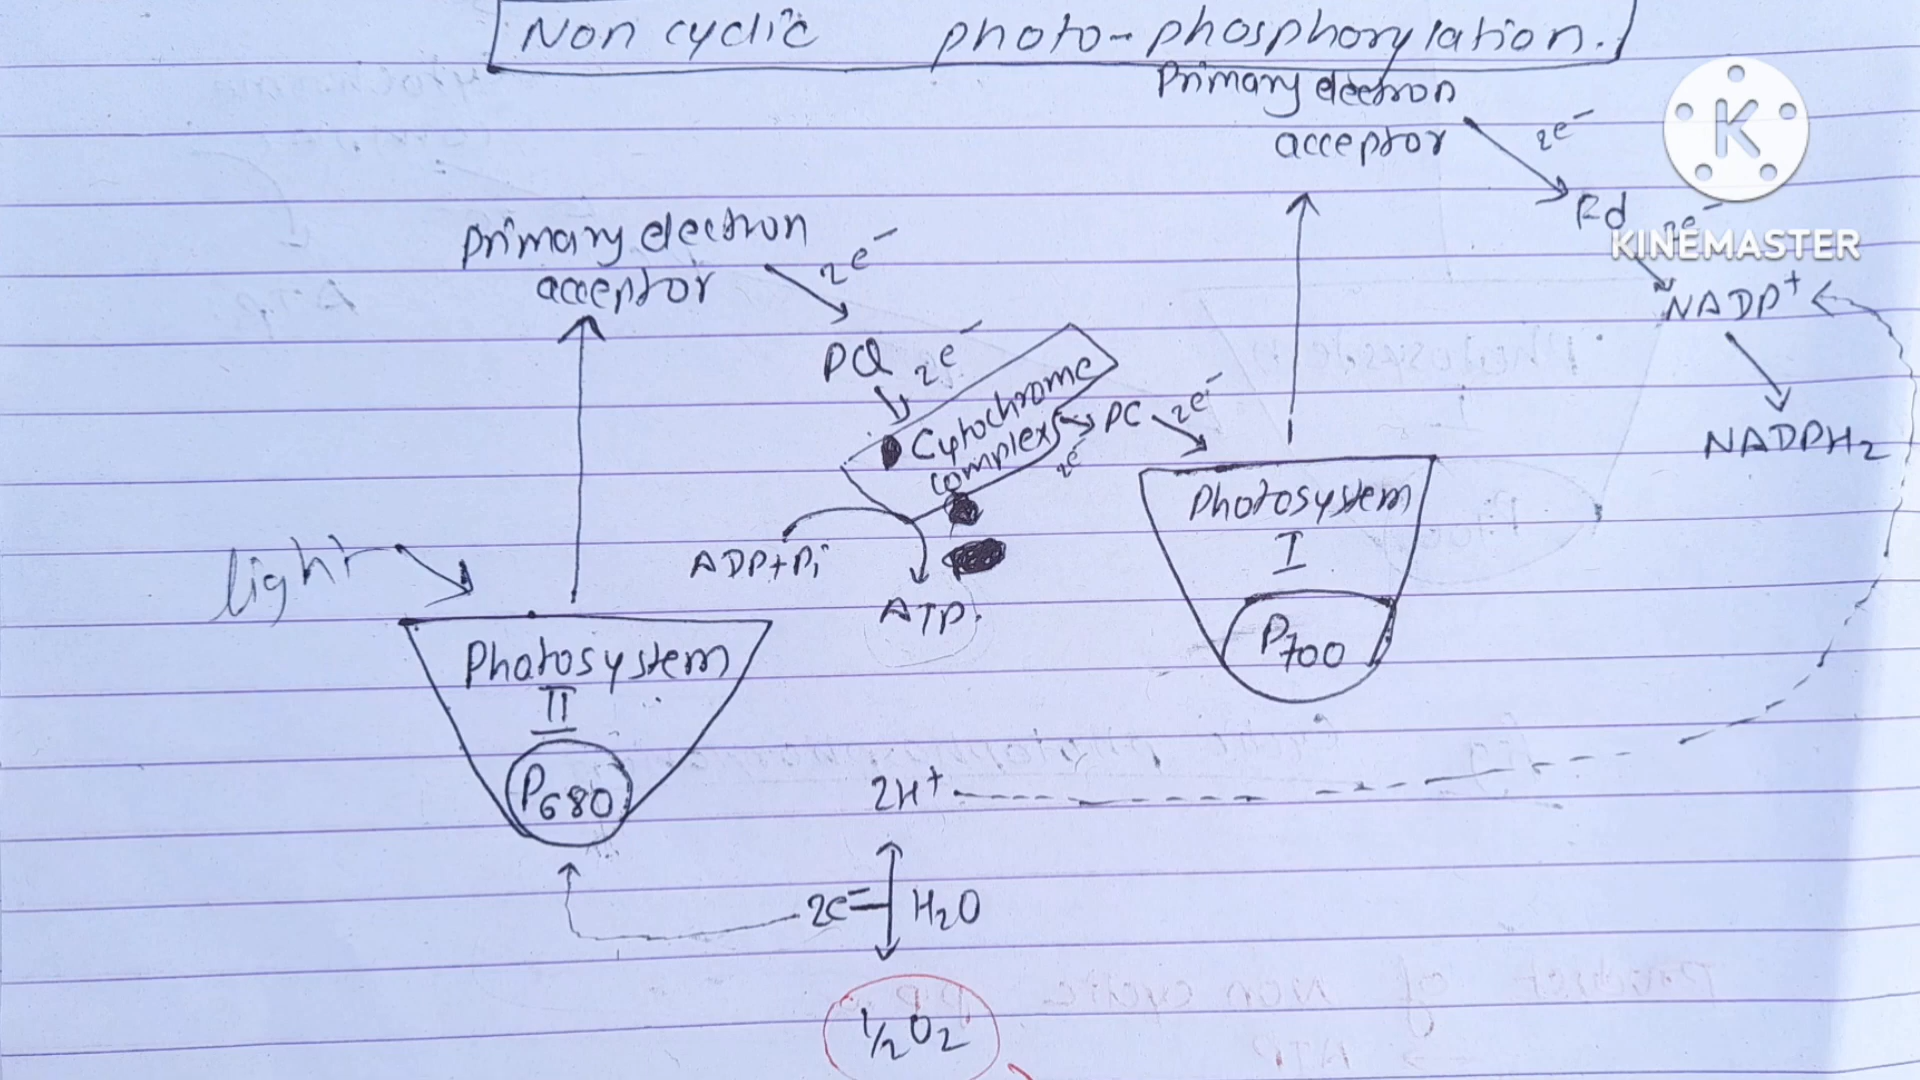 Non cyclic photo-phosphorylation.
Primary electron
acceptor
2e⁻
Fd
2e⁻
K
KINEMASTER
NADP⁺
NADPH₂
Primary electron
acceptor
2e⁻
PQ 2e⁻
Cytochrome
complex
2e⁻
PC 2e⁻
ADP+Pi
ATP.
light
Photosystem
I
P700
Photosystem
II
P680
2H⁺
2e⁻ H₂O
½O₂